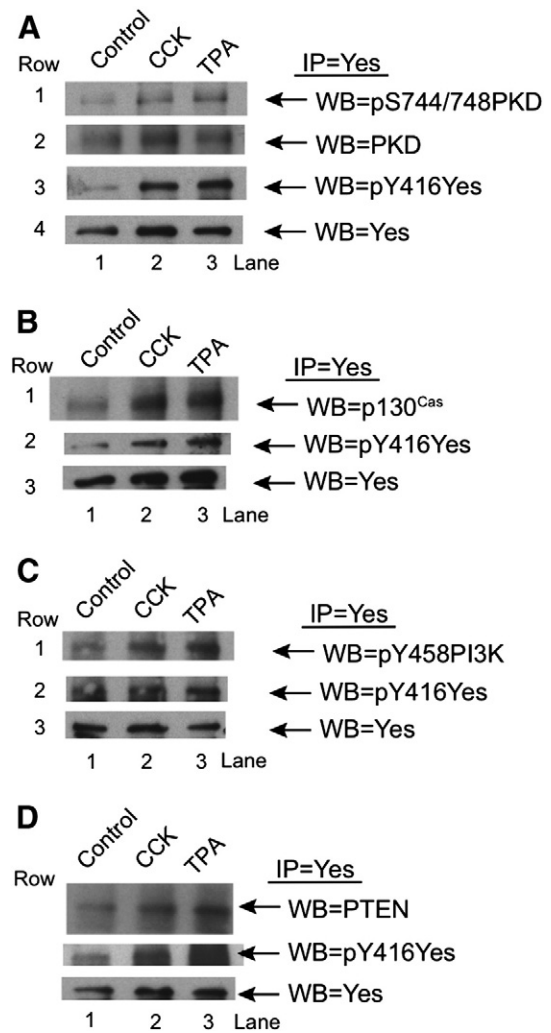 A
Control CCK TPA
Row
IP=Yes
1 WB=pS744/748PKD
2 WB=PKD
3 WB=pY416Yes
4 WB=Yes
1 2 3 Lane
B
Control CCK TPA
Row
IP=Yes
1 WB=p130Cas
2 WB=pY416Yes
3 WB=Yes
1 2 3 Lane
C
Control CCK TPA
Row
IP=Yes
1 WB=pY458PI3K
2 WB=pY416Yes
3 WB=Yes
1 2 3 Lane
D
Control CCK TPA
Row
IP=Yes
WB=PTEN
WB=pY416Yes
WB=Yes
1 2 3 Lane